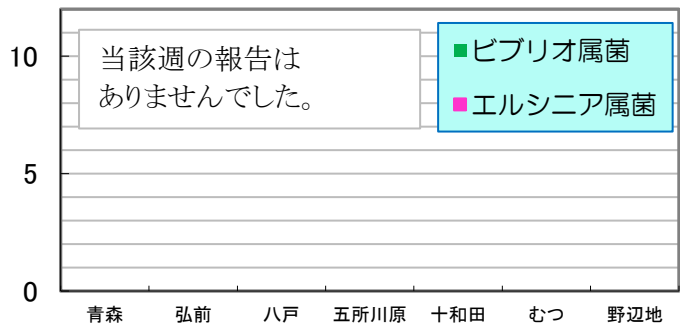 10
5
0
当該週の報告は
ありませんでした。
■ビブリオ属菌
■エルシニア属菌
青森 弘前 八戸 五所川原 十和田 むつ 野辺地